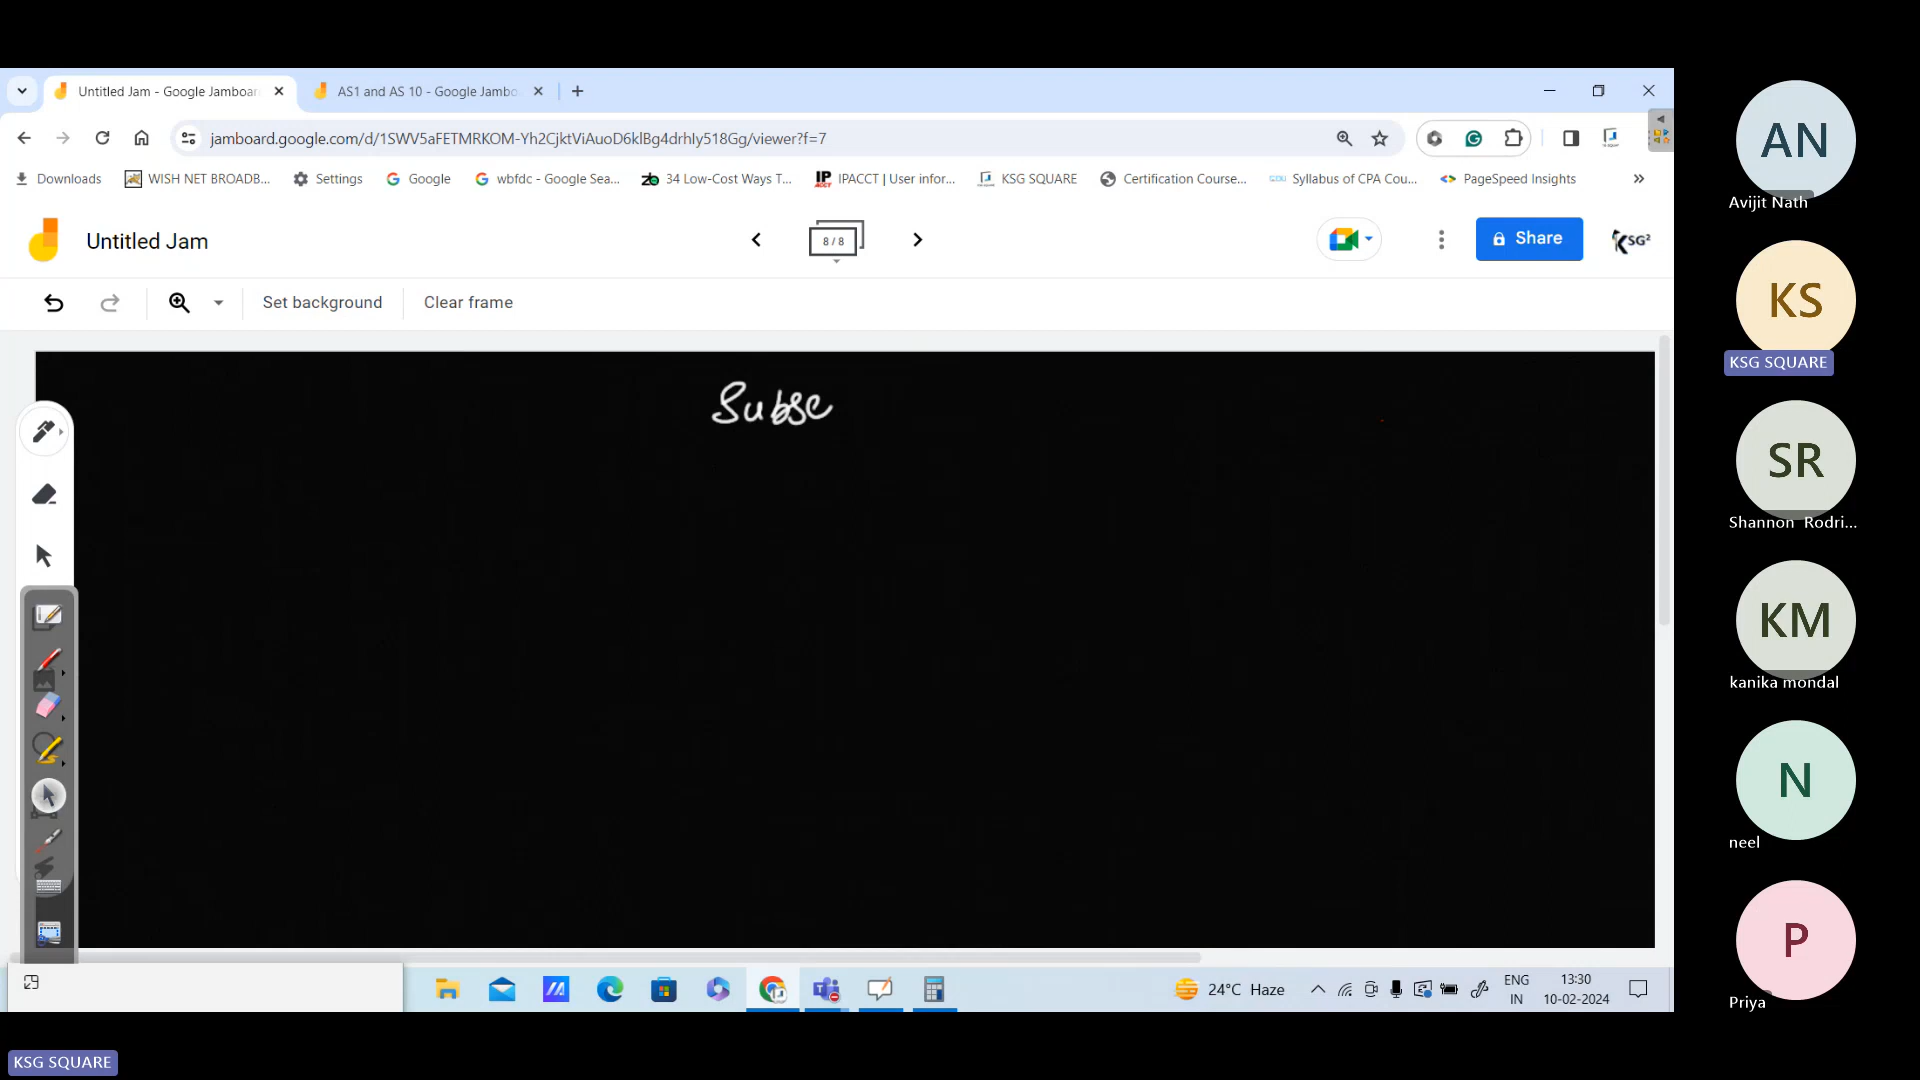 Untitled Jam - Google Jamboar
AS1 and AS 10 - Google Jambo
jamboard.google.com/d/1SWV5aFETMRKOM-Yh2CjktViAuoD6klBg4drhIy518Gg/viewer?f=7
Downloads
WISH NET BROADB...
Settings
Google
wbfdc - Google Sea...
34 Low-Cost Ways T...
IPACCT | User infor...
KSG SQUARE
Certification Course...
Syllabus of CPA Cou...
PageSpeed Insights
Untitled Jam
8 / 8
Share
KSG²
Set background
Clear frame
Subse
24°C Haze
ENG
IN
13:30
10-02-2024
AN
Avijit Nath
KS
KSG SQUARE
SR
Shannon Rodri...
KM
kanika mondal
N
neel
P
Priya
KSG SQUARE